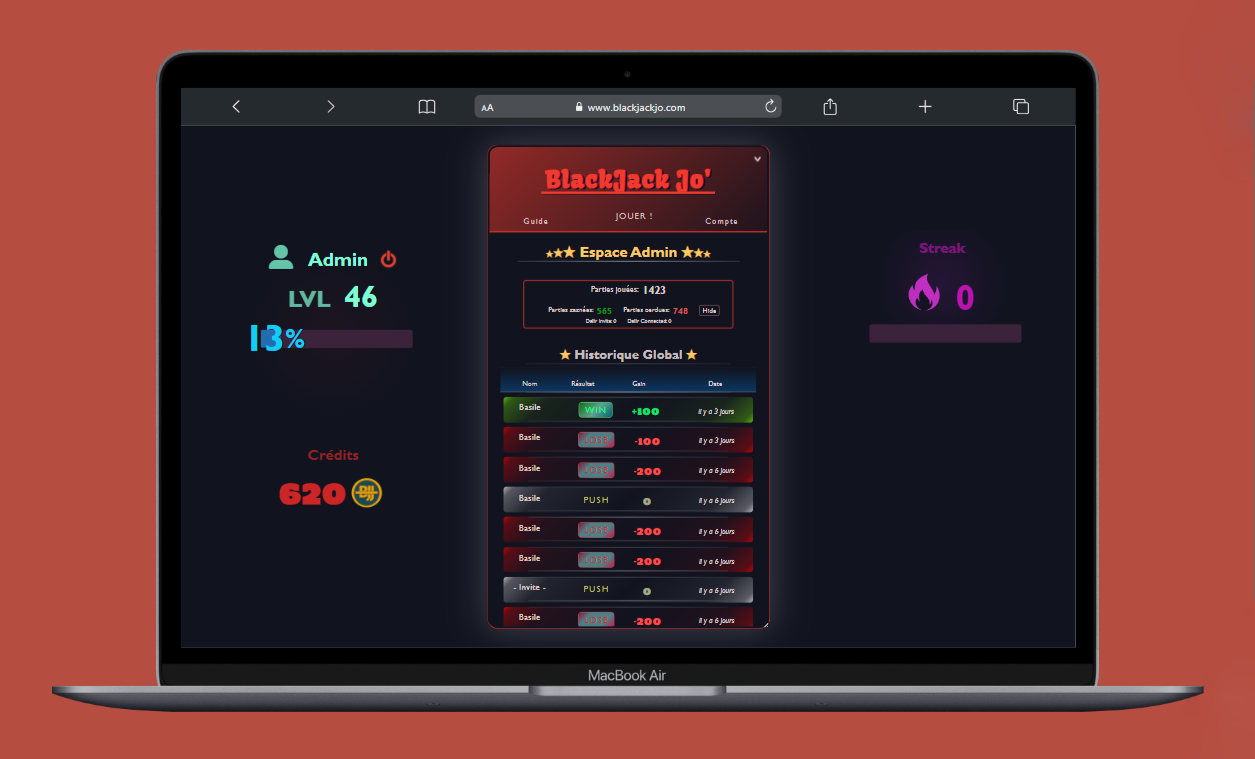 AA www.blackjackjo.com
BlackJack Jo'
Guide JOUER ! Compte
Espace Admin
Parties jouées: 1423
Parties gagnées: 565 Parties perdues: 748 Hide
Delir Invite: 0 Delir Connected: 0
Admin
LVL 46
13%
Crédits
620
Streak
0
Historique Global
Nom Résultat Gain Date
Basile WIN +100 il y a 3 jours
Basile LOSE -100 il y a 3 jours
Basile LOSE -200 il y a 6 jours
Basile PUSH 0 il y a 6 jours
Basile LOSE -200 il y a 6 jours
Basile LOSE -200 il y a 6 jours
- Invite - PUSH 0 il y a 6 jours
Basile LOSE -200 il y a 6 jours
MacBook Air